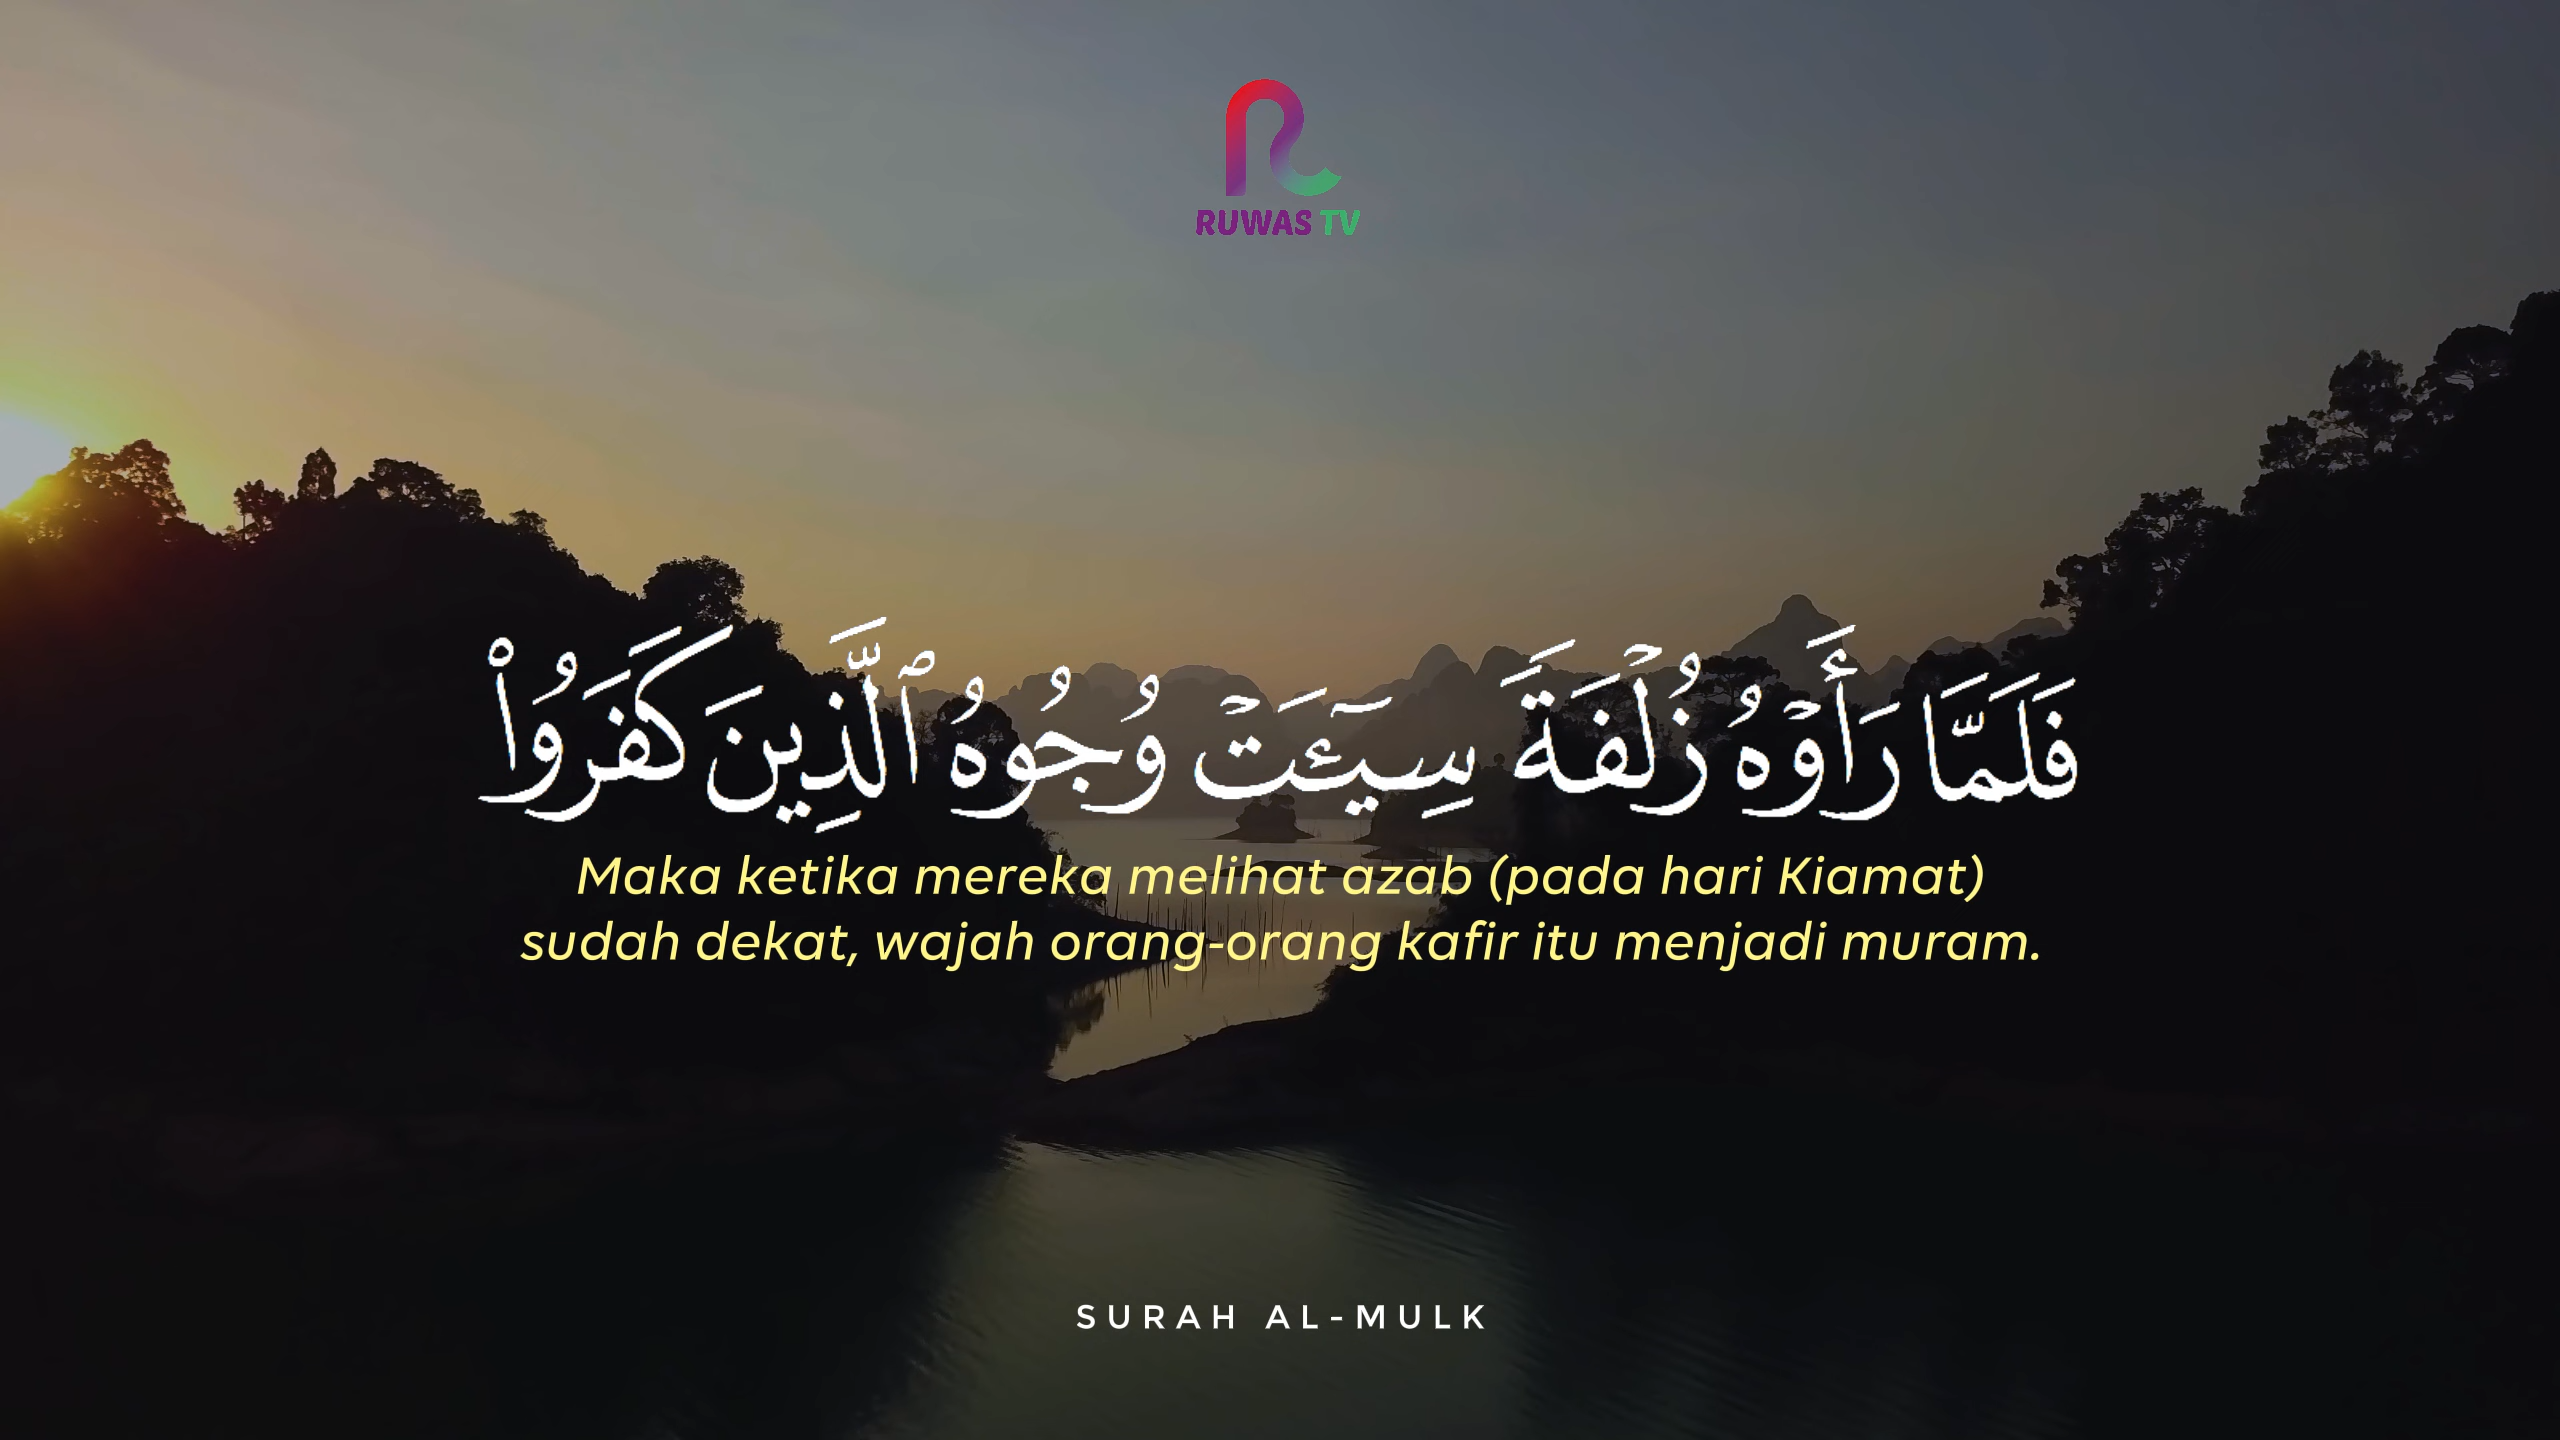 RUWAS TV
فَلَمَّا رَأَوۡهُ زُلۡفَةٗ سِيٓـَٔتۡ وُجُوهُ ٱلَّذِينَ كَفَرُواْ
Maka ketika mereka melihat azab (pada hari Kiamat)
sudah dekat, wajah orang-orang kafir itu menjadi muram.
SURAH AL-MULK